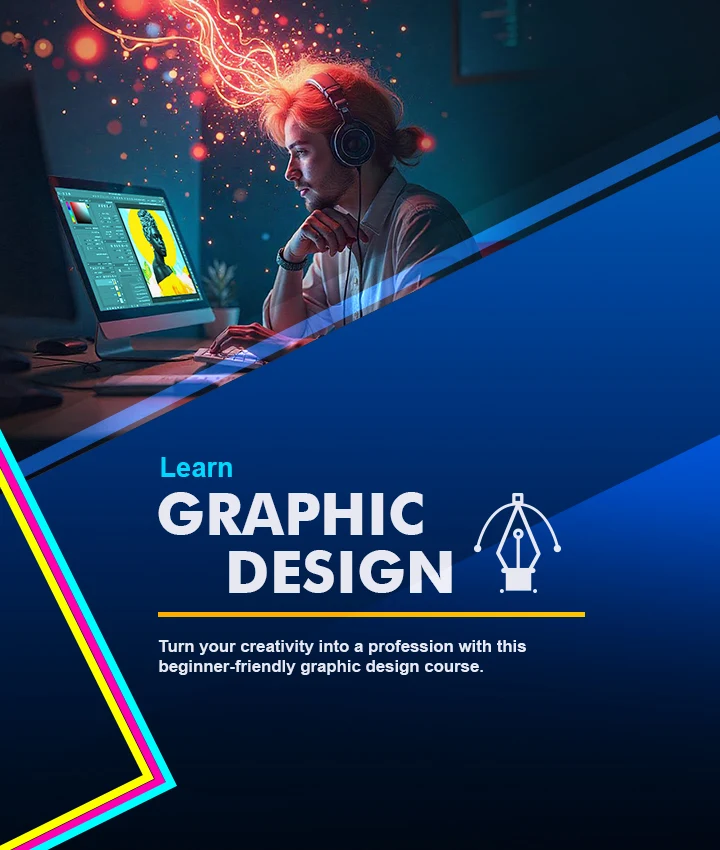 Learn
GRAPHIC
DESIGN
Turn your creativity into a profession with this
beginner-friendly graphic design course.